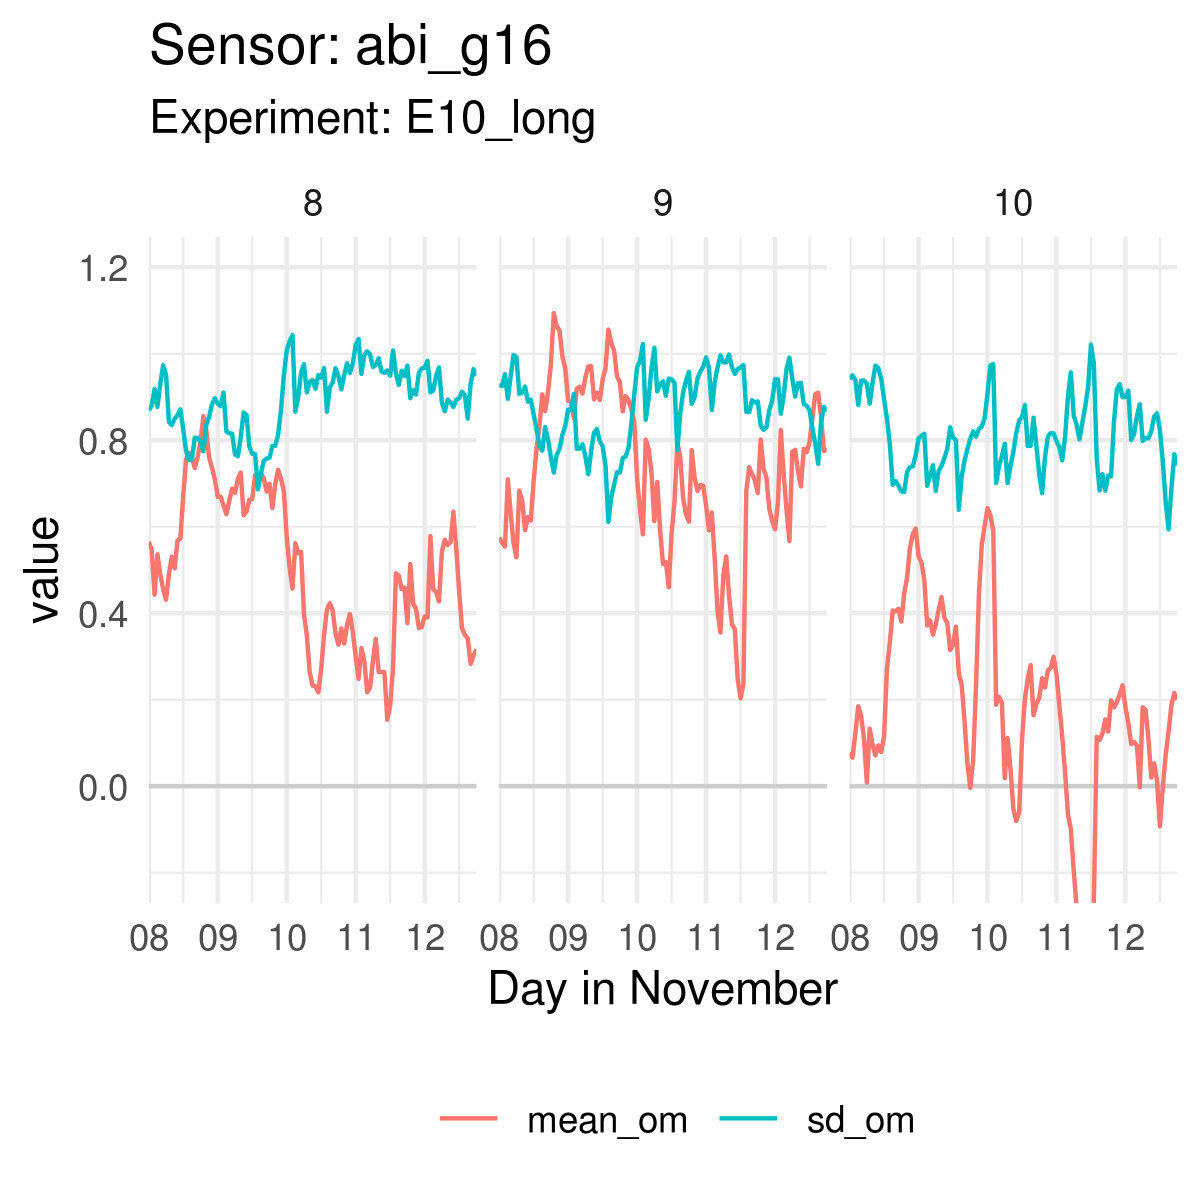 Sensor: abi_g16
Experiment: E10_long
8 9 10
1.2
0.8
0.4
0.0
value
08 09 10 11 12 08 09 10 11 12 08 09 10 11 12
Day in November
mean_om sd_om